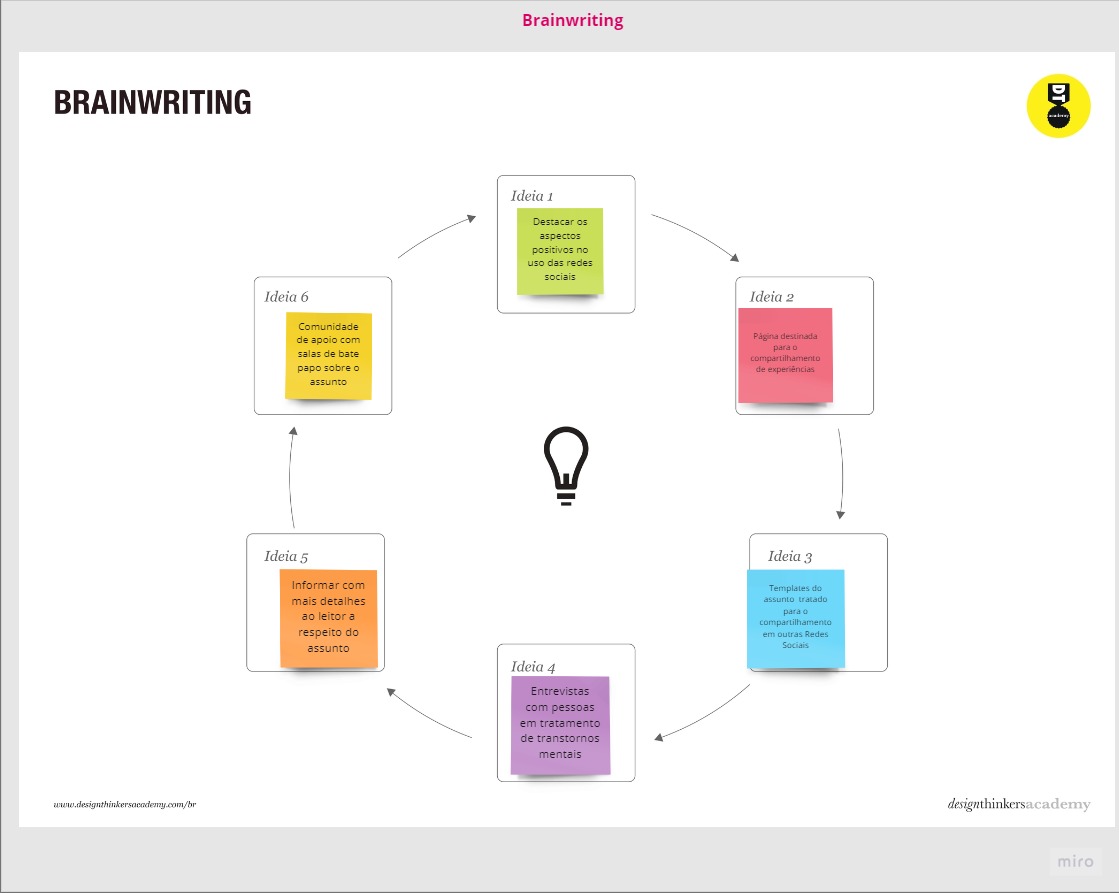 Brainwriting
BRAINWRITING
DT
academy
Ideia 1
Destacar os
aspectos
positivos no
uso das redes
sociais
Ideia 2
Página destinada
para o
compartilhamento
de experiências
Ideia 3
Templates do
assunto tratado
para o
compartilhamento
em outras Redes
Sociais
Ideia 4
Entrevistas
com pessoas
em tratamento
de transtornos
mentais
Ideia 5
Informar com
mais detalhes
ao leitor a
respeito do
assunto
Ideia 6
Comunidade
de apoio com
salas de bate
papo sobre o
assunto
www.designthinkersacademy.com/br
designthinkersacademy
miro